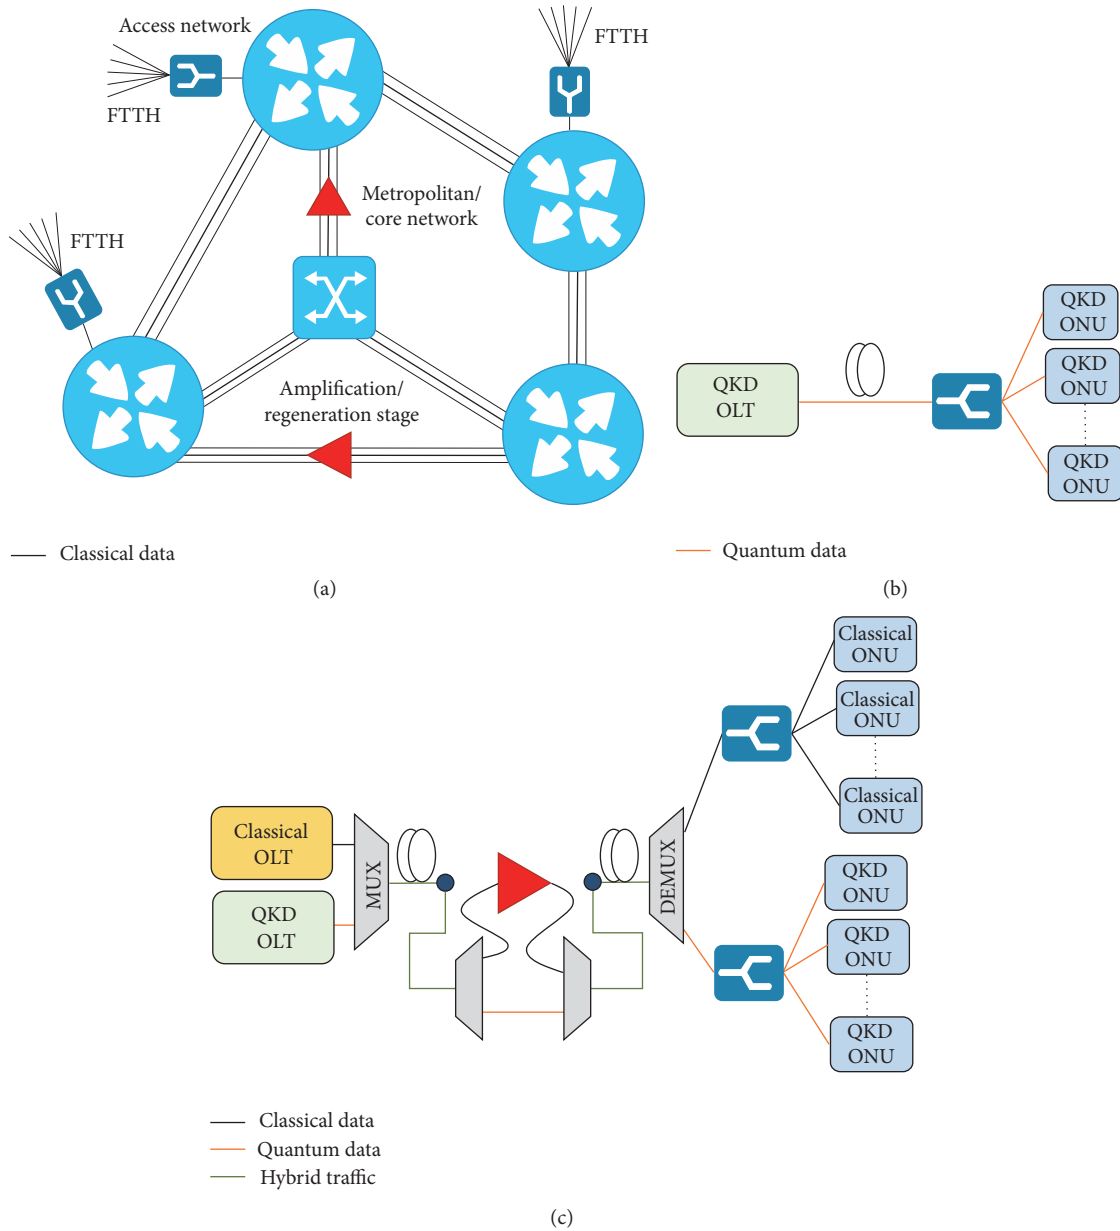 Access network
FTTH
FTTH
Metropolitan/
core network
FTTH
Amplification/
regeneration stage
Classical data
(a)
QKD
OLT
QKD
ONU
QKD
ONU
QKD
ONU
Quantum data
(b)
Classical
OLT
QKD
OLT
MUX
DEMUX
Classical
ONU
Classical
ONU
Classical
ONU
QKD
ONU
QKD
ONU
QKD
ONU
Classical data
Quantum data
Hybrid traffic
(c)